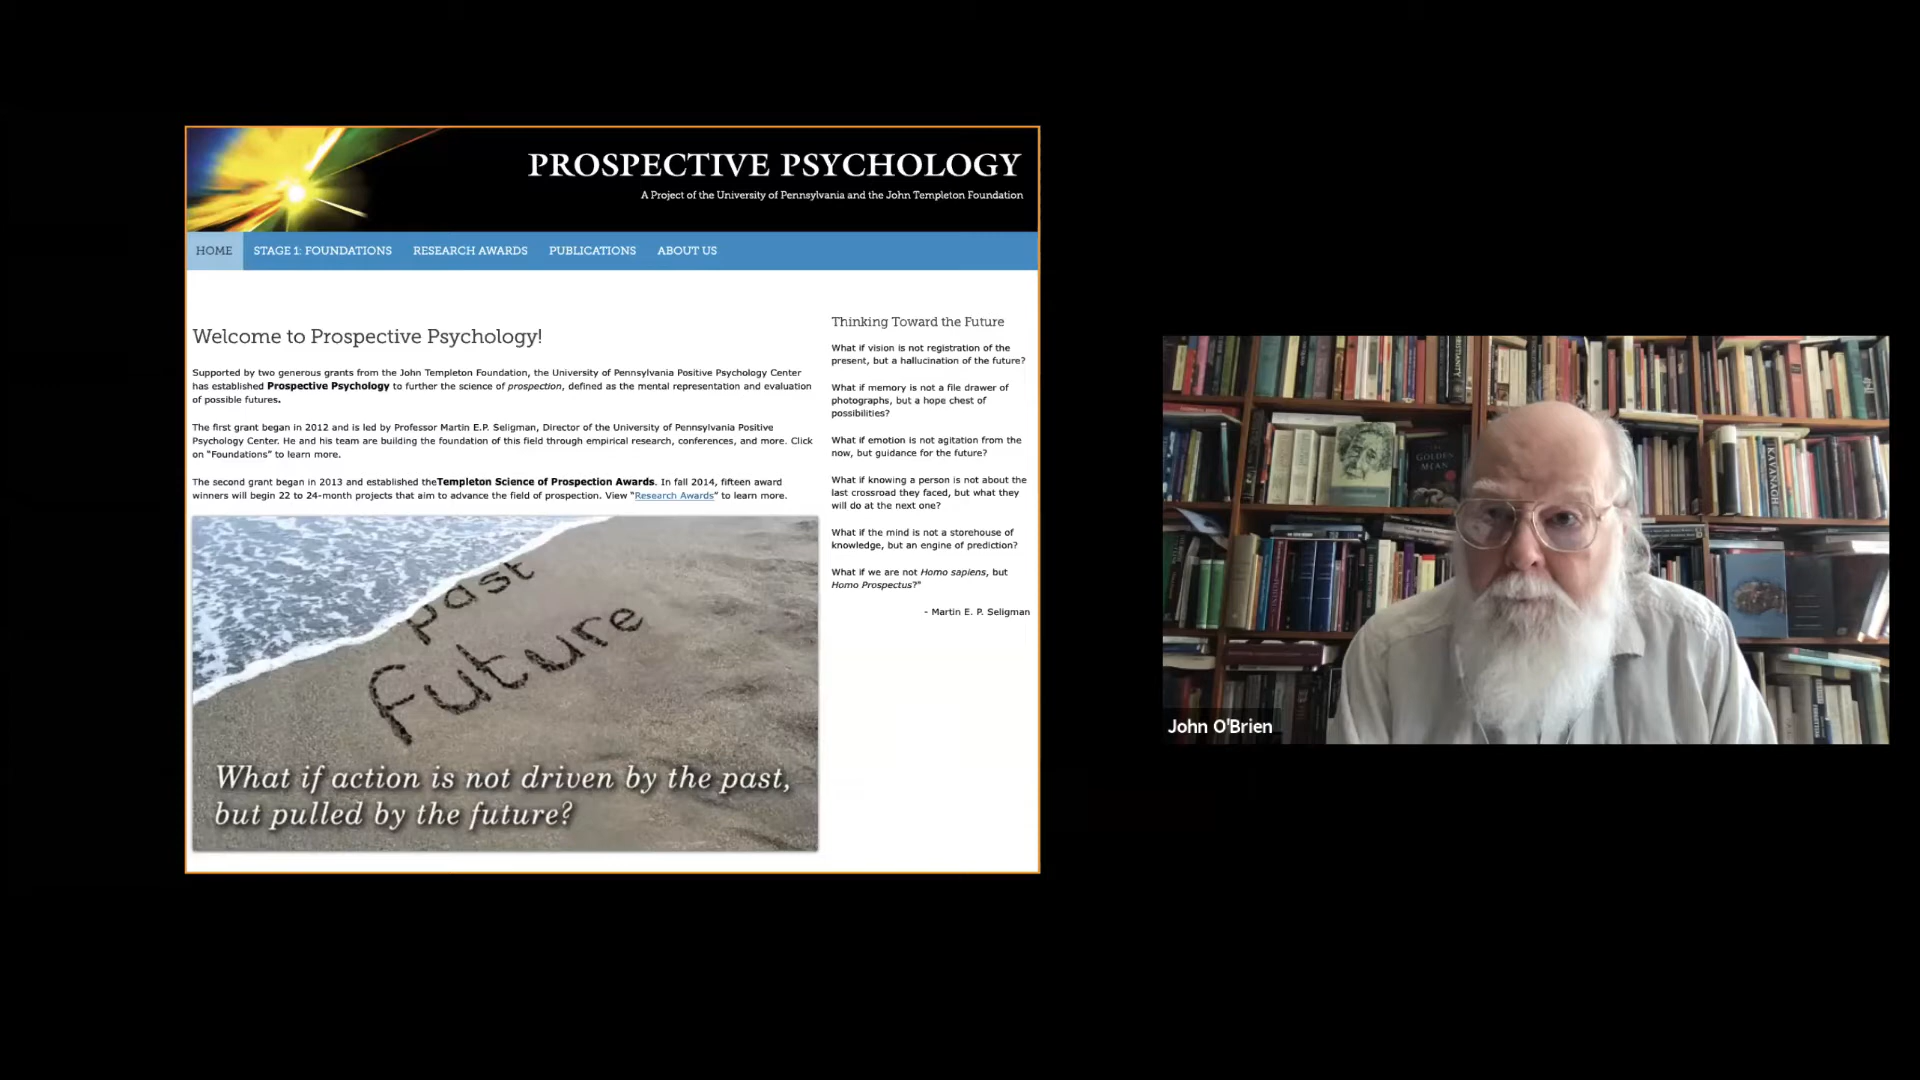 PROSPECTIVE PSYCHOLOGY
A Project of the University of Pennsylvania and the John Templeton Foundation
HOME STAGE 1: FOUNDATIONS RESEARCH AWARDS PUBLICATIONS ABOUT US
Welcome to Prospective Psychology!
Supported by two generous grants from the John Templeton Foundation, the University of Pennsylvania Positive Psychology Center
has established Prospective Psychology to further the science of prospection, defined as the mental representation and evaluation
of possible futures.
The first grant began in 2012 and is led by Professor Martin E.P. Seligman, Director of the University of Pennsylvania Positive
Psychology Center. He and his team are building the foundation of this field through empirical research, conferences, and more. Click
on “Foundations” to learn more.
The second grant began in 2013 and established theTempleton Science of Prospection Awards. In fall 2014, fifteen award
winners will begin 22 to 24-month projects that aim to advance the field of prospection. View “Research Awards” to learn more.
past
Future
What if action is not driven by the past,
but pulled by the future?
Thinking Toward the Future
What if vision is not registration of the
present, but a hallucination of the future?
What if memory is not a file drawer of
photographs, but a hope chest of
possibilities?
What if emotion is not agitation from the
now, but guidance for the future?
What if knowing a person is not about the
last crossroad they faced, but what they
will do at the next one?
What if the mind is not a storehouse of
knowledge, but an engine of prediction?
What if we are not Homo sapiens, but
Homo Prospectus?"
- Martin E. P. Seligman
THE
GOLDEN
MEAN
KAVANAGH
John O'Brien